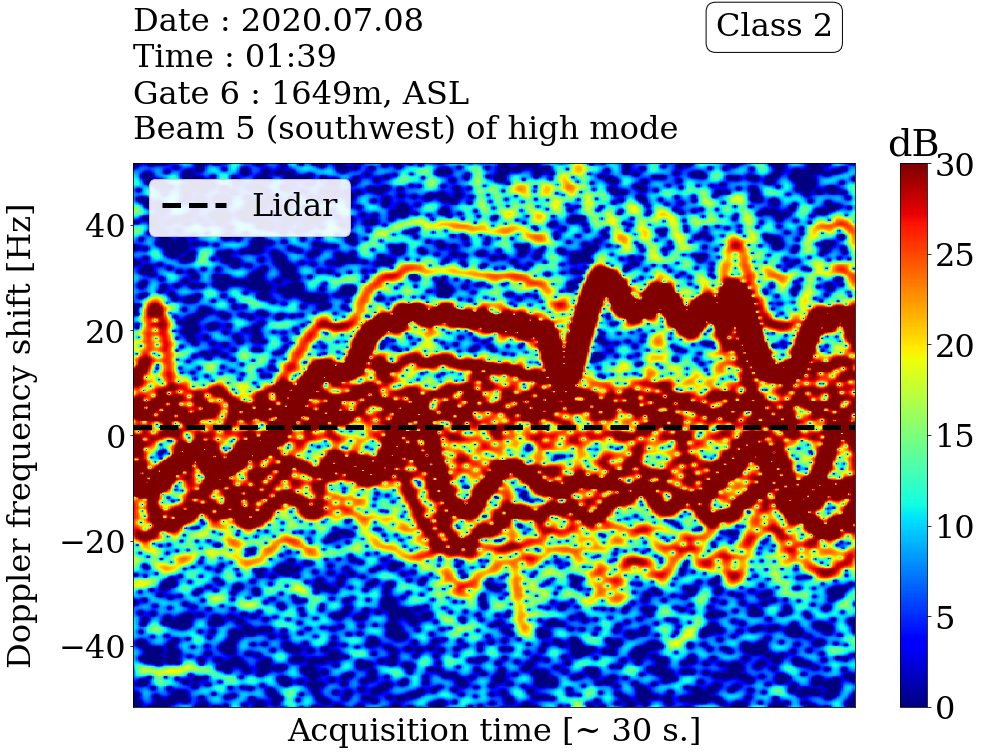 Date : 2020.07.08
Time : 01:39
Gate 6 : 1649m, ASL
Beam 5 (southwest) of high mode
Class 2
dB
Lidar
Doppler frequency shift [Hz]
40
20
0
−20
−40
30
25
20
15
10
5
0
Acquisition time [~ 30 s.]